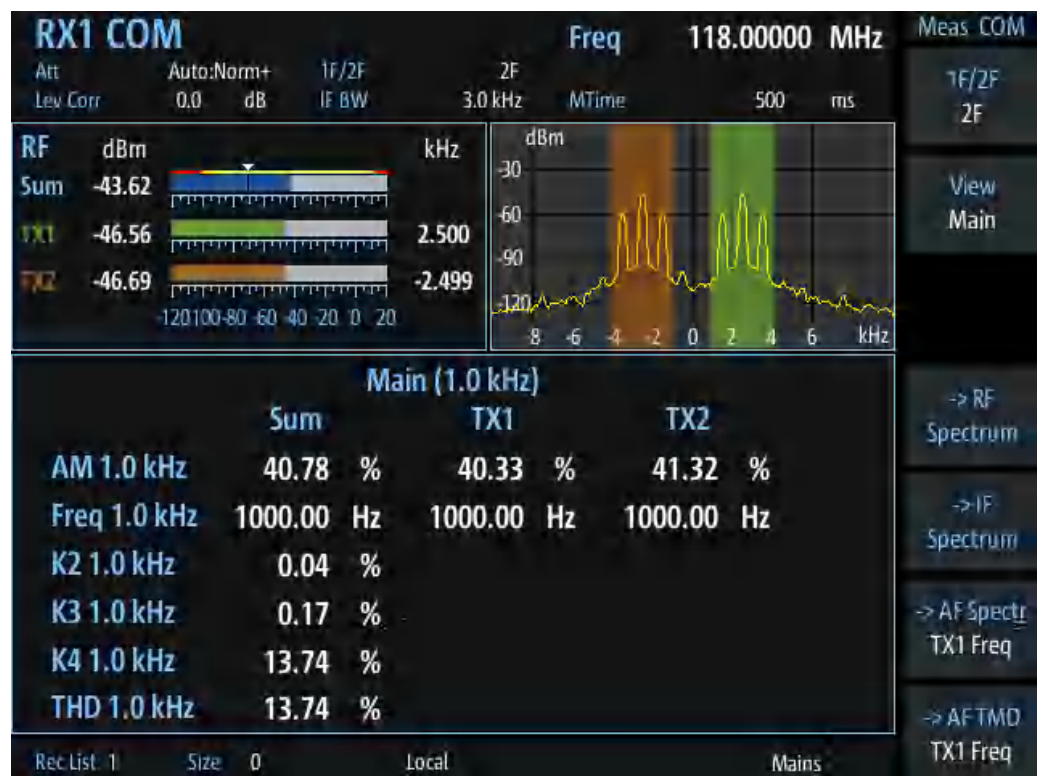 RX1 COM Freq 118.00000 MHz
Att Auto:Norm+ 1F/2F 2F
Lev Corr 0.0 dB IF BW 3.0 kHz MTime 500 ms
RF dBm kHz
Sum -43.62
TX1 -46.56 2.500
TX2 -46.69 -2.499
-120 100 -80 -60 -40 -20 0 20
dBm
-30
-60
-90
-120
-8 -6 -4 -2 0 2 4 6 kHz
Main (1.0 kHz)
Sum TX1 TX2
AM 1.0 kHz 40.78 % 40.33 % 41.32 %
Freq 1.0 kHz 1000.00 Hz 1000.00 Hz 1000.00 Hz
K2 1.0 kHz 0.04 %
K3 1.0 kHz 0.17 %
K4 1.0 kHz 13.74 %
THD 1.0 kHz 13.74 %
Rec List 1 Size 0 Local Mains
Meas COM
1F/2F
2F
View
Main
-> RF
Spectrum
-> IF
Spectrum
-> AF Spectr
TX1 Freq
-> AF TMD
TX1 Freq